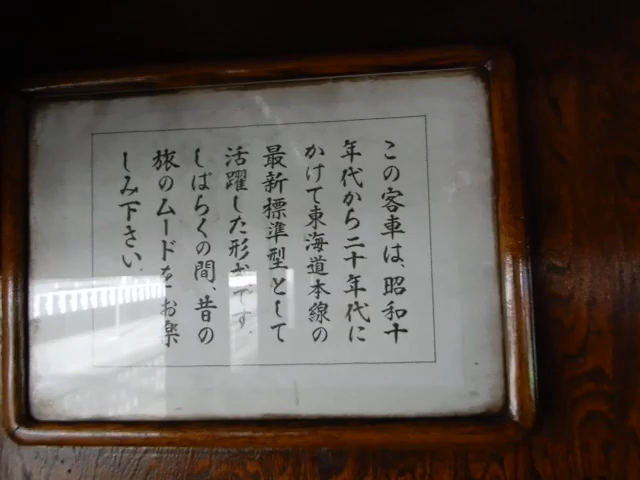 この客車は、昭和十
年代から二十年代に
かけて東海道本線の
最新標準型として
活躍した形式です。
しばらくの間、昔の
旅のムードをお楽
しみ下さい。